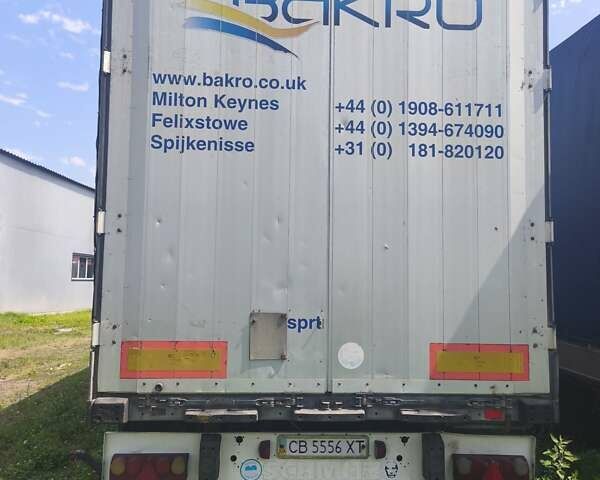 BAKRO
www.bakro.co.uk
Milton Keynes +44 (0) 1908-611711
Felixstowe +44 (0) 1394-674090
Spijkenisse +31 (0) 181-820120
sprt
CB 5556 XT